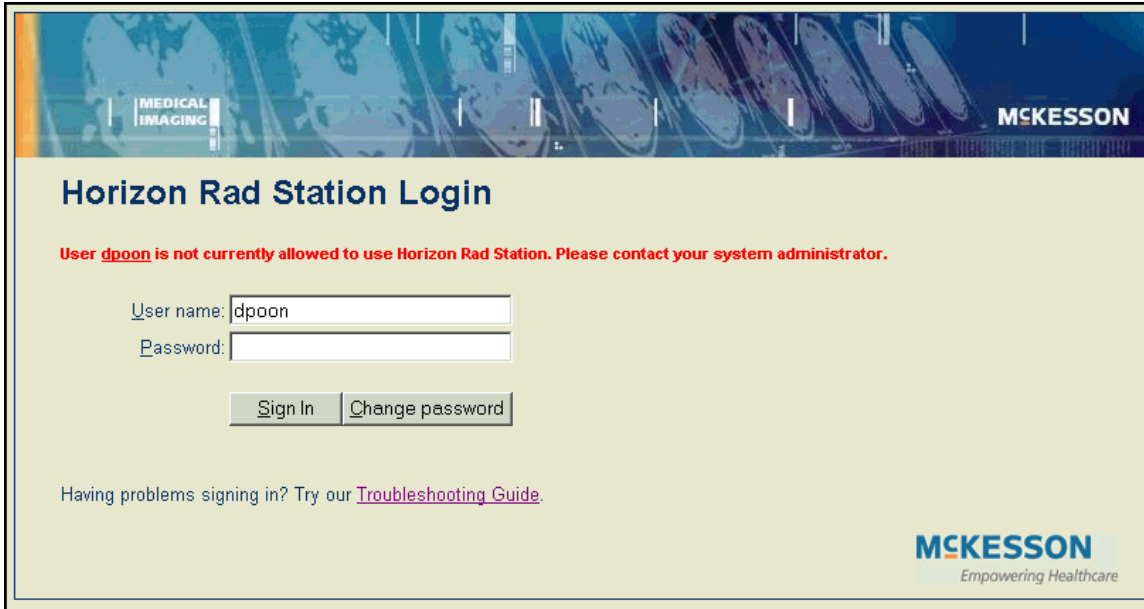 MEDICAL
IMAGING
MCKESSON
Horizon Rad Station Login
User dpoon is not currently allowed to use Horizon Rad Station. Please contact your system administrator.
User name: dpoon
Password:
Sign In Change password
Having problems signing in? Try our Troubleshooting Guide.
MCKESSON
Empowering Healthcare